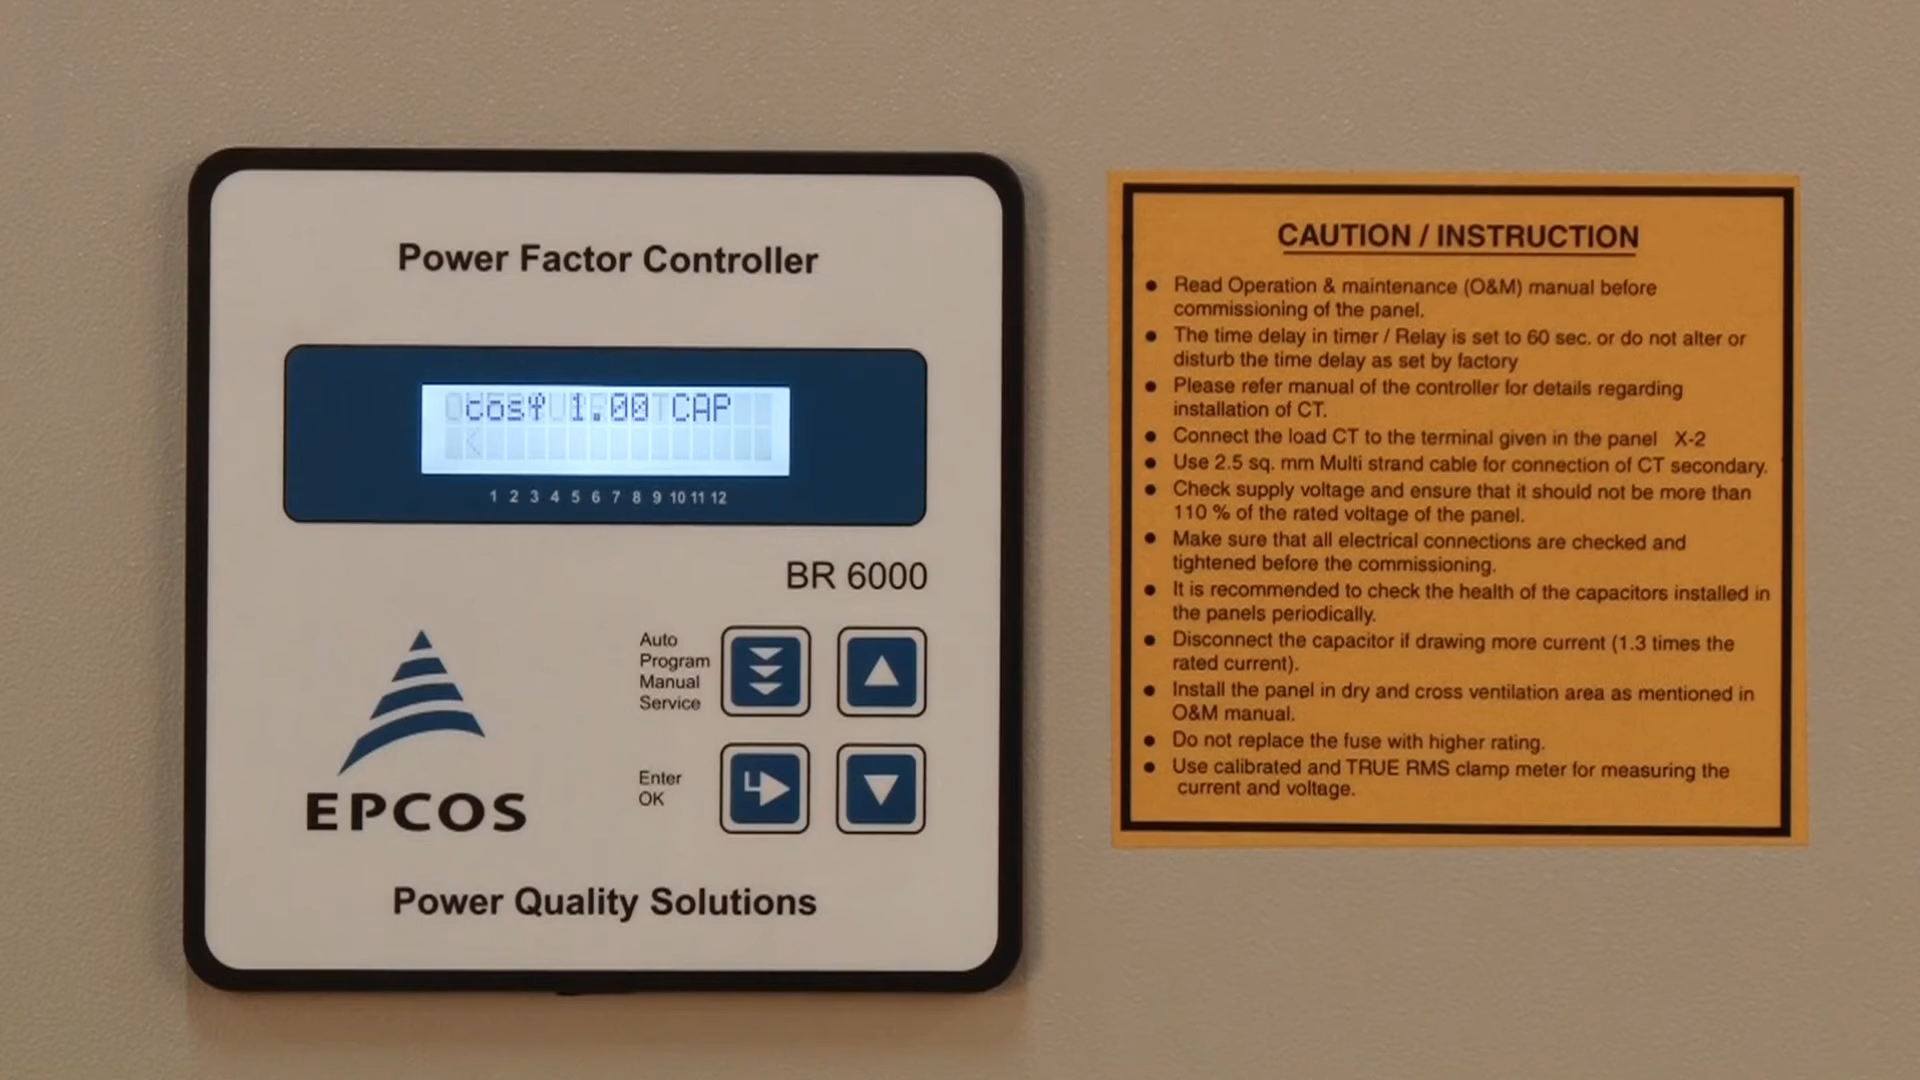 Power Factor Controller
cosφ 1.00 CAP
<
1 2 3 4 5 6 7 8 9 10 11 12
BR 6000
Auto
Program
Manual
Service
Enter
OK
EPCOS
Power Quality Solutions
CAUTION / INSTRUCTION
● Read Operation & maintenance (O&M) manual before
commissioning of the panel.
● The time delay in timer / Relay is set to 60 sec. or do not alter or
disturb the time delay as set by factory
● Please refer manual of the controller for details regarding
installation of CT.
● Connect the load CT to the terminal given in the panel X-2
● Use 2.5 sq. mm Multi strand cable for connection of CT secondary.
● Check supply voltage and ensure that it should not be more than
110 % of the rated voltage of the panel.
● Make sure that all electrical connections are checked and
tightened before the commissioning.
● It is recommended to check the health of the capacitors installed in
the panels periodically.
● Disconnect the capacitor if drawing more current (1.3 times the
rated current).
● Install the panel in dry and cross ventilation area as mentioned in
O&M manual.
● Do not replace the fuse with higher rating.
● Use calibrated and TRUE RMS clamp meter for measuring the
current and voltage.